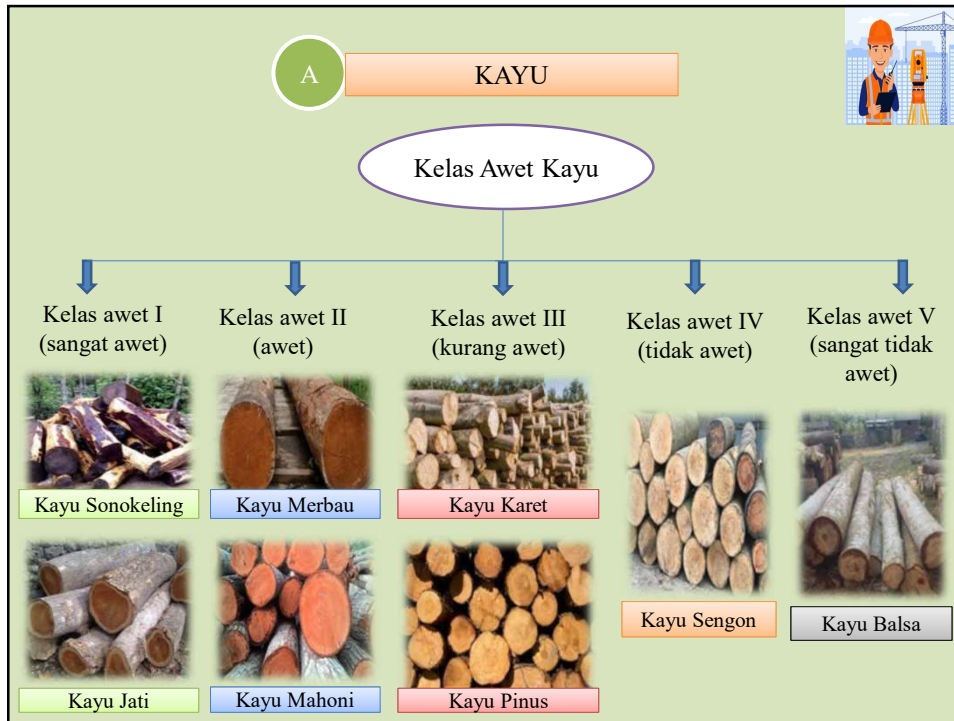 A
KAYU
Kelas Awet Kayu
Kelas awet I
(sangat awet)
Kelas awet II
(awet)
Kelas awet III
(kurang awet)
Kelas awet IV
(tidak awet)
Kelas awet V
(sangat tidak
awet)
Kayu Sonokeling
Kayu Merbau
Kayu Karet
Kayu Sengon
Kayu Balsa
Kayu Jati
Kayu Mahoni
Kayu Pinus